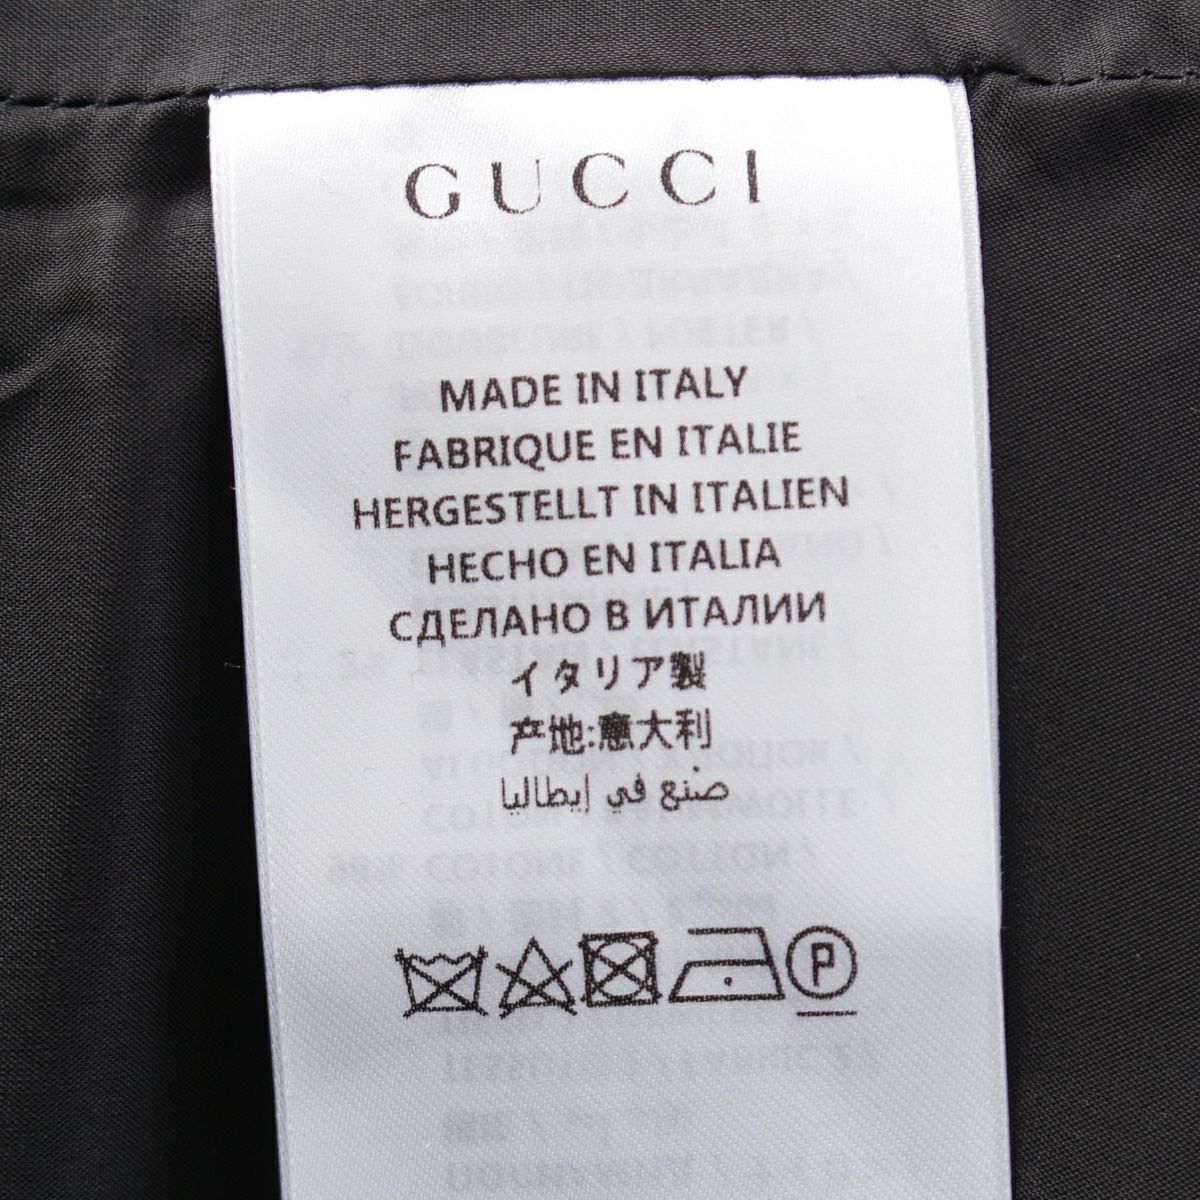 GUCCI
MADE IN ITALY
FABRIQUE EN ITALIE
HERGESTELLT IN ITALIEN
HECHO EN ITALIA
СДЕЛАНО В ИТАЛИИ
イタリア製
产地:意大利
صنع في إيطاليا
P